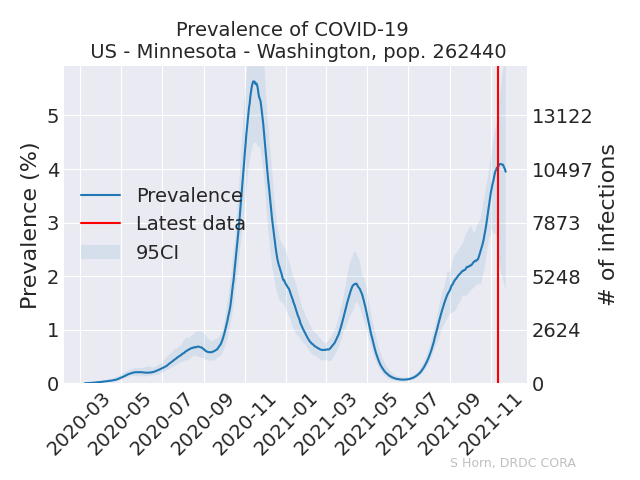 Prevalence of COVID-19
US - Minnesota - Washington, pop. 262440
Prevalence (%)
5
4
3
2
1
0
Prevalence
Latest data
95CI
13122
10497
7873
5248
2624
0
# of infections
2020-03
2020-05
2020-07
2020-09
2020-11
2021-01
2021-03
2021-05
2021-07
2021-09
2021-11
S Horn, DRDC CORA